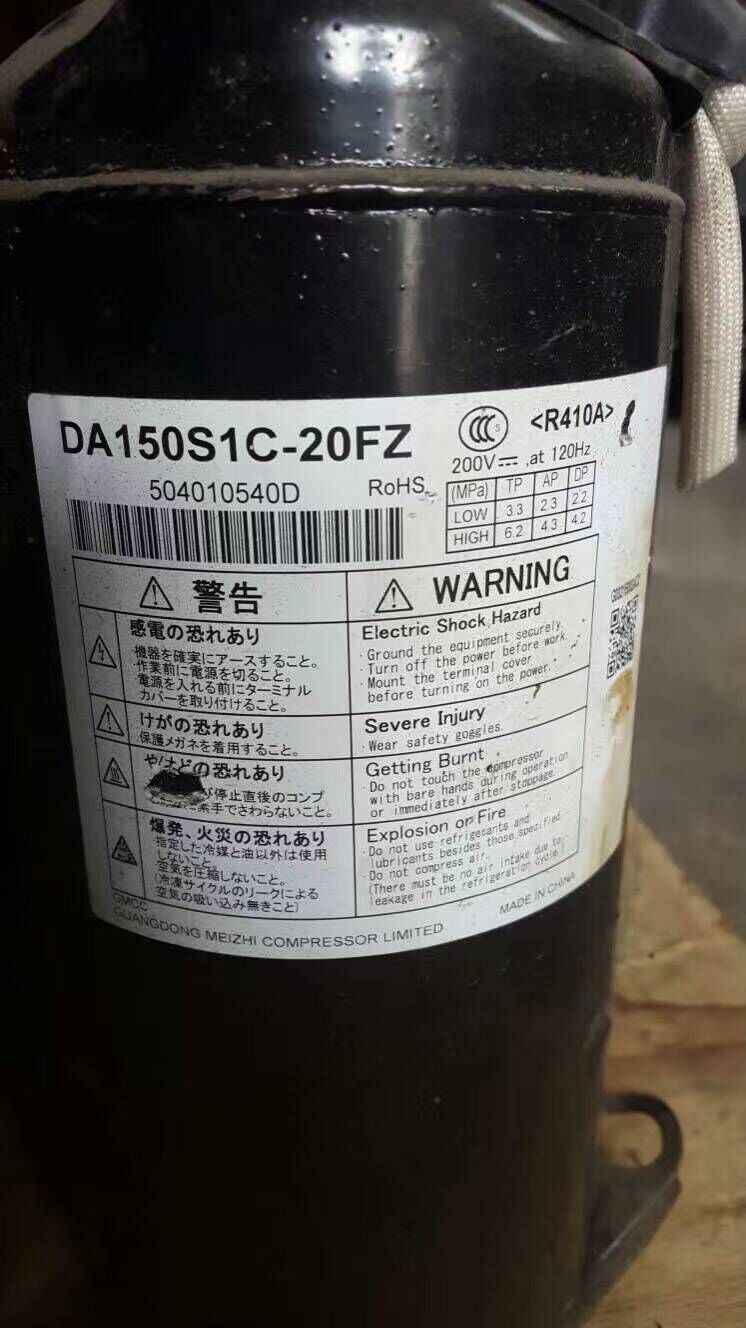 DA150S1C-20FZ
<R410A>
504010540D
RoHS
200V⎓ ,at 120Hz
(MPa) TP AP DP
LOW 3.3 2.3 2.2
HIGH 6.2 4.3 4.2
警告
感電の恐れあり
・機器を確実にアースすること。
・作業前に電源を切ること。
・電源を入れる前にターミナル
カバーを取り付けること。
けがの恐れあり
・保護メガネを着用すること。
やけどの恐れあり
停止直後のコンプ
素手でさわらないこと。
爆発、火災の恐れあり
・指定した冷媒と油以外は使用
しないこと。
・空気を圧縮しないこと。
(冷凍サイクルのリークによる
空気の吸い込み無きこと)
WARNING
Electric Shock Hazard
・Ground the equipment securely.
・Turn off the power before work.
・Mount the terminal cover
before turning on the power.
Severe Injury
・Wear safety goggles.
Getting Burnt
・Do not touch the compressor
with bare hands during operation
or immediately after stoppage.
Explosion or Fire
・Do not use refrigerants and
lubricants besides those specified.
・Do not compress air.
(There must be no air intake due to
leakage in the refrigeration cycle)
GMCC
GUANGDONG MEIZHI COMPRESSOR LIMITED
MADE IN CHINA